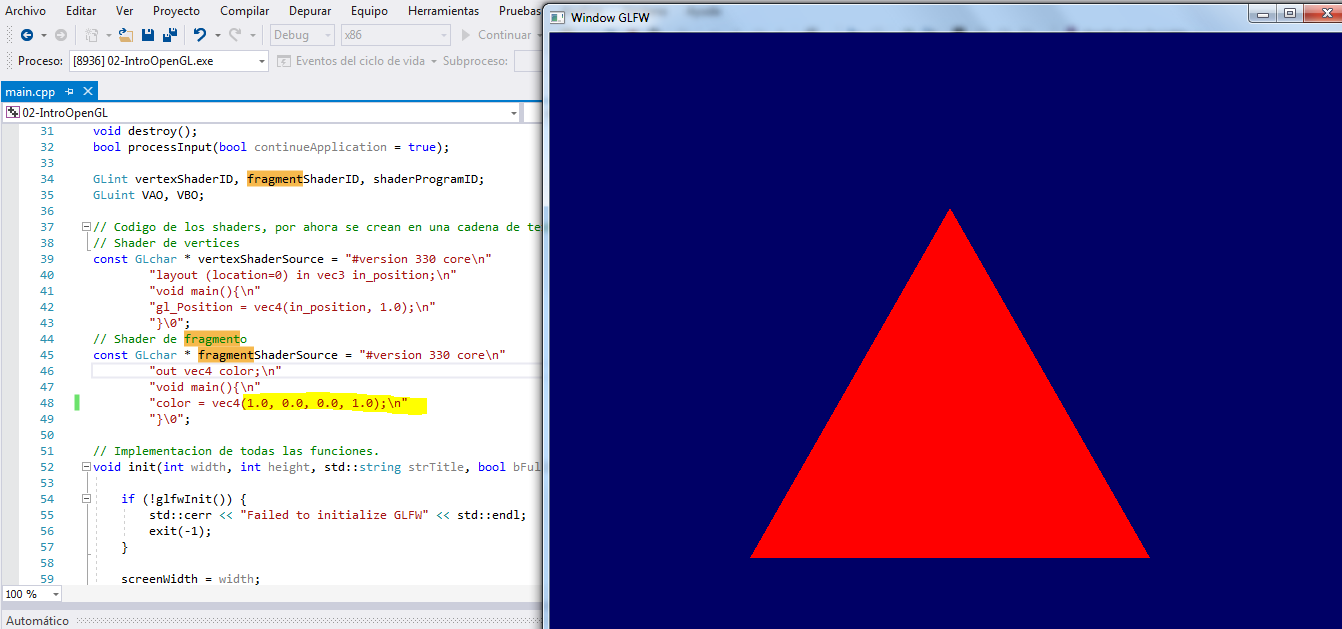 Archivo Editar Ver Proyecto Compilar Depurar Equipo Herramientas Pruebas
Debug x86 Continuar
Proceso: [8936] 02-IntroOpenGL.exe Eventos del ciclo de vida Subproceso:
main.cpp
02-IntroOpenGL
31 void destroy();
32 bool processInput(bool continueApplication = true);
33
34 GLint vertexShaderID, fragmentShaderID, shaderProgramID;
35 GLuint VAO, VBO;
36
37 // Codigo de los shaders, por ahora se crean en una cadena de te
38 // Shader de vertices
39 const GLchar * vertexShaderSource = "#version 330 core\n"
40 "layout (location=0) in vec3 in_position;\n"
41 "void main(){\n"
42 "gl_Position = vec4(in_position, 1.0);\n"
43 "}\0";
44 // Shader de fragmento
45 const GLchar * fragmentShaderSource = "#version 330 core\n"
46 "out vec4 color;\n"
47 "void main(){\n"
48 "color = vec4(1.0, 0.0, 0.0, 1.0);\n"
49 "}\0";
50
51 // Implementacion de todas las funciones.
52 void init(int width, int height, std::string strTitle, bool bFul
53
54 if (!glfwInit()) {
55 std::cerr << "Failed to initialize GLFW" << std::endl;
56 exit(-1);
57 }
58
59 screenWidth = width;
100 %
Automático
Window GLFW